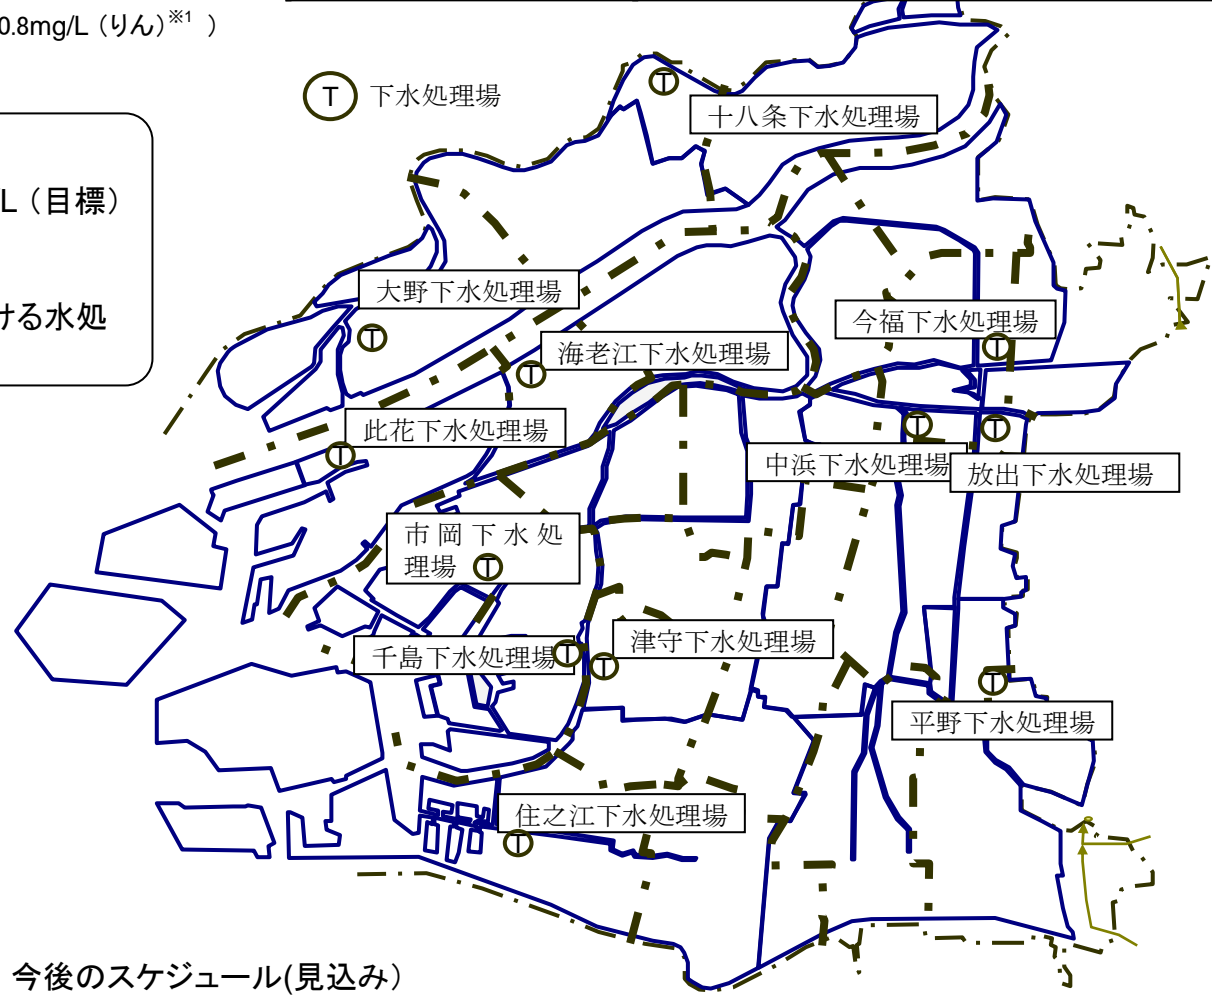 0.8mg/L（りん）※1 ）
T 下水処理場
T
十八条下水処理場
L（目標）
ける水処
大野下水処理場
T
今福下水処理場
T
海老江下水処理場
T
此花下水処理場
T
T
T
中浜下水処理場
放出下水処理場
市岡下水処
理場 T
千島下水処理場 T
津守下水処理場
T
T
平野下水処理場
住之江下水処理場
T
今後のスケジュール(見込み）